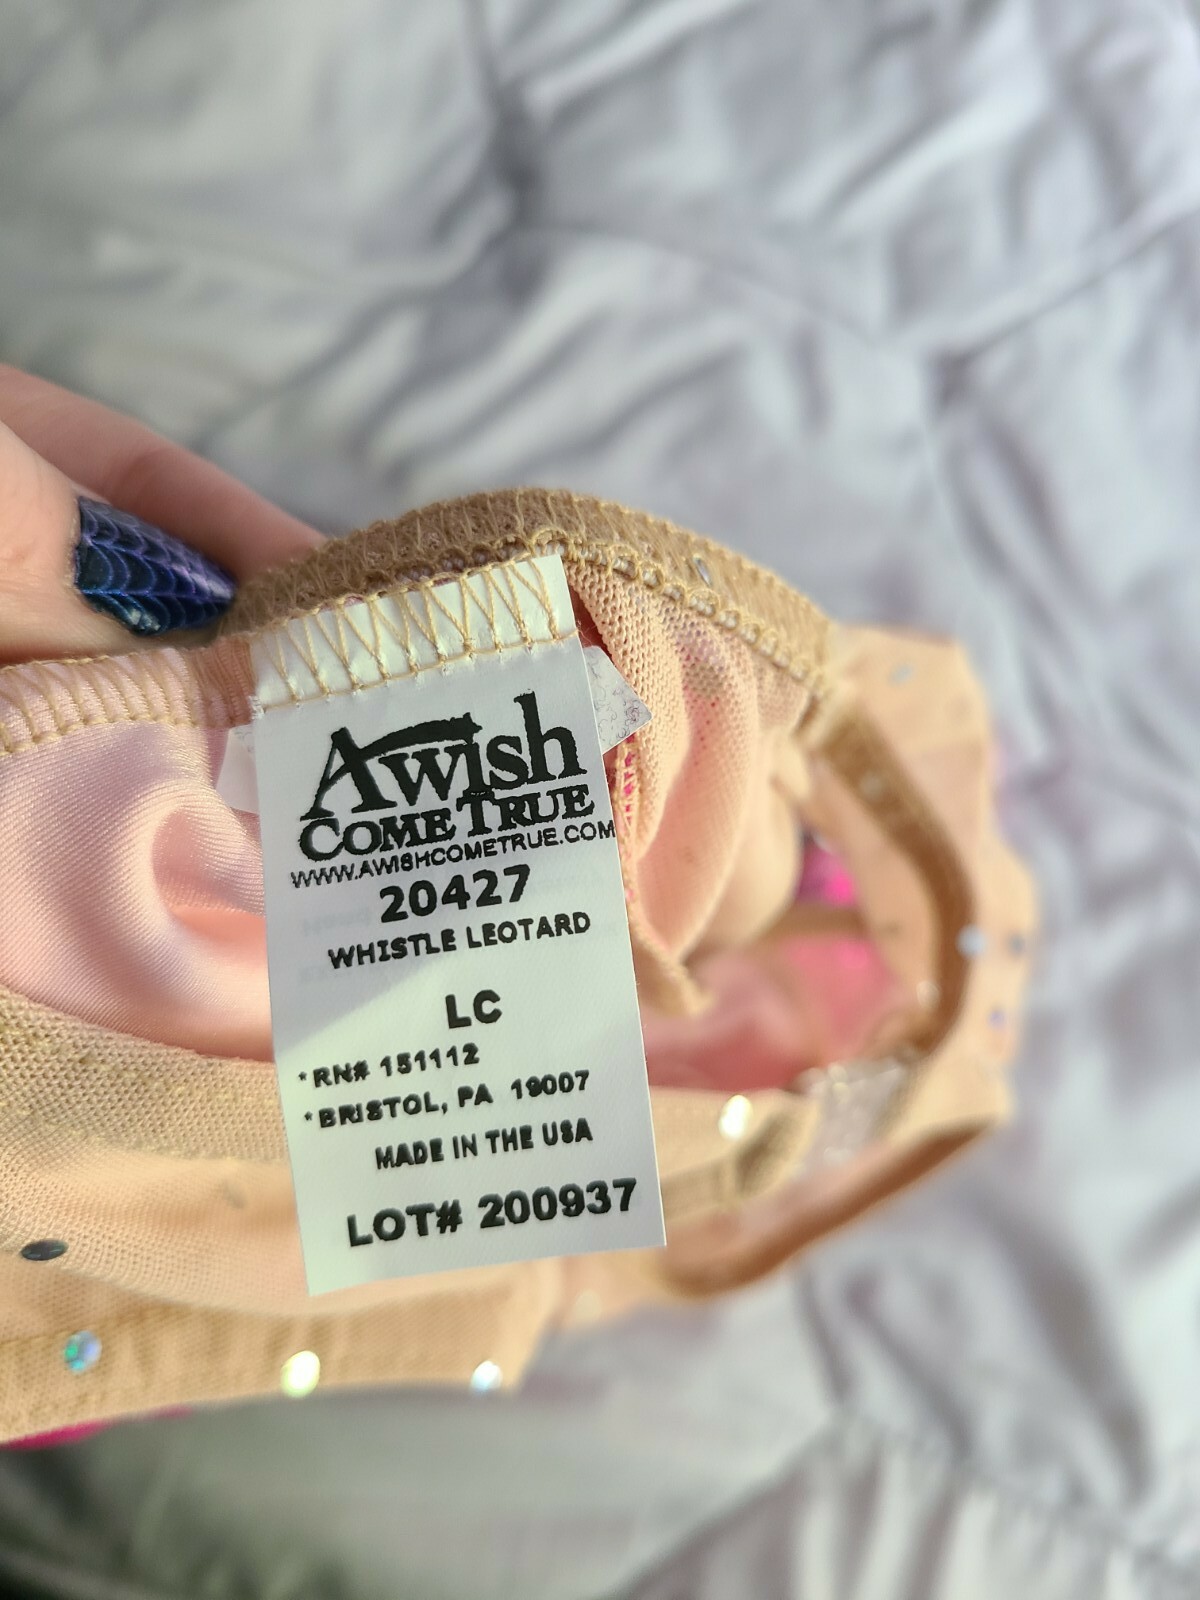 Awish
COME TRUE
WWW.AWISHCOMETRUE.COM
20427
WHISTLE LEOTARD
LC
*RN# 151112
*BRISTOL, PA 19007
MADE IN THE USA
LOT# 200937